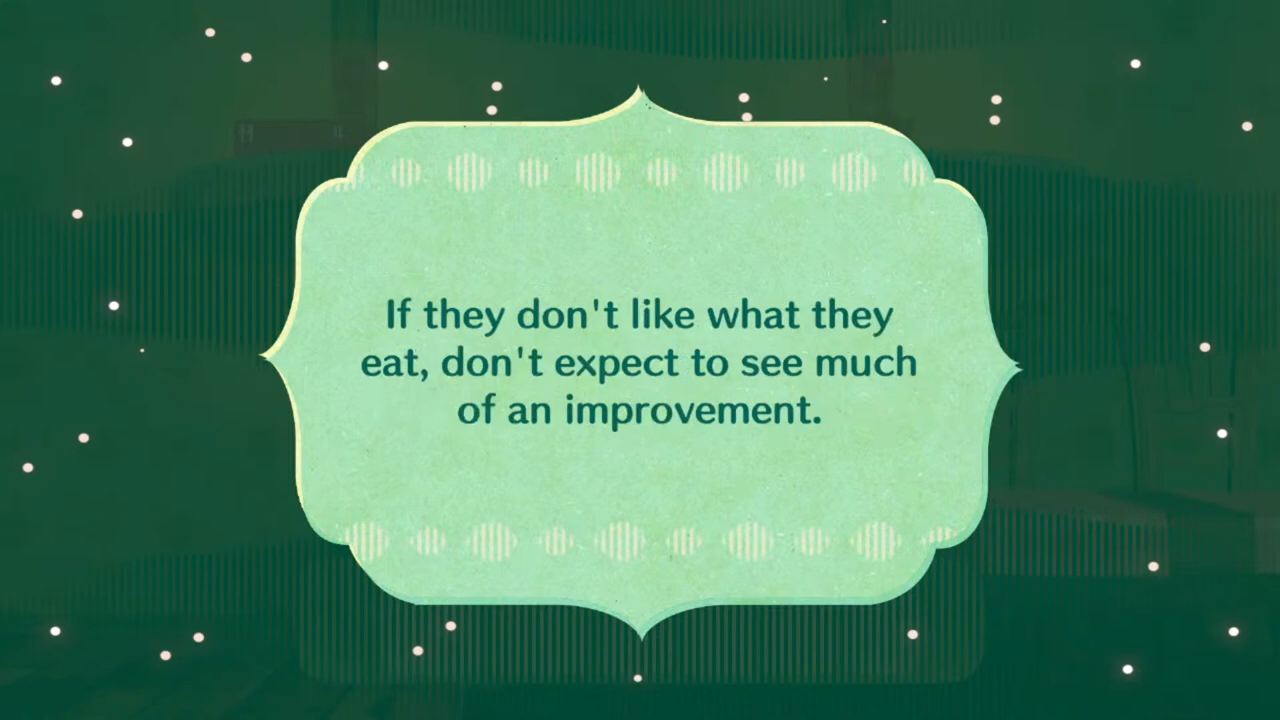 If they don't like what they
eat, don't expect to see much
of an improvement.